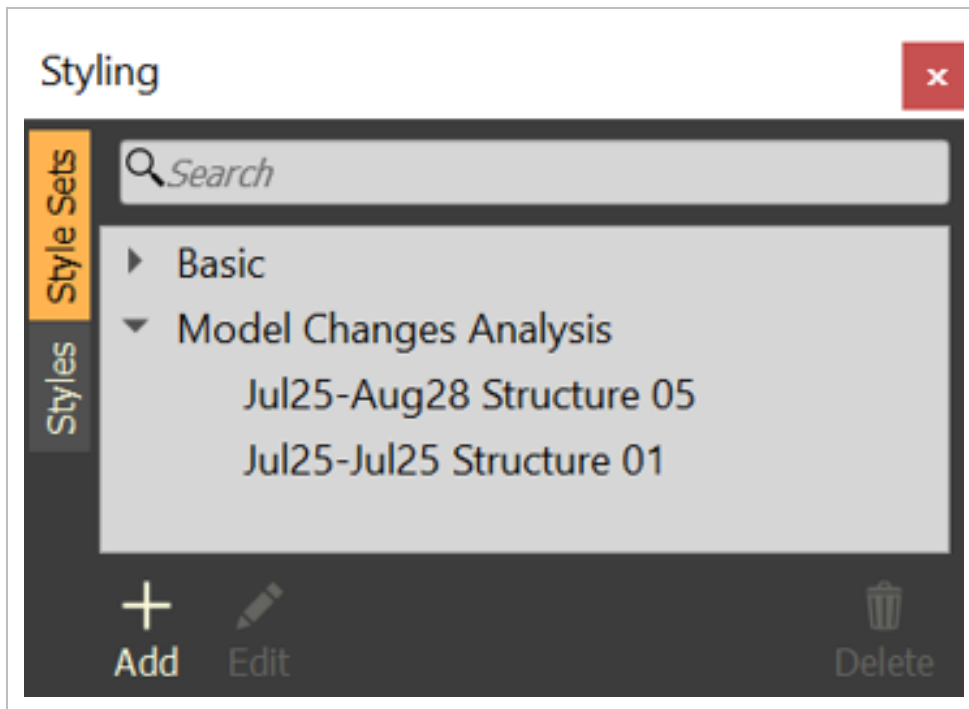 Styling
x
Style Sets
Styles
Search
Basic
Model Changes Analysis
Jul25-Aug28 Structure 05
Jul25-Jul25 Structure 01
Add
Edit
Delete